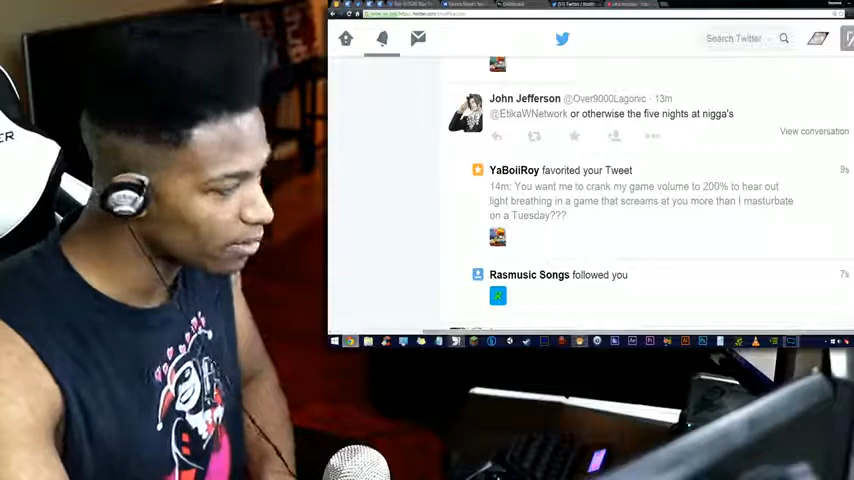 Search Twitter
John Jefferson @Over9000Lagonic · 13m
@EtikaWNetwork or otherwise the five nights at nigga's
View conversation
YaBoiiRoy favorited your Tweet
9s
14m: You want me to crank my game volume to 200% to hear out
light breathing in a game that screams at you more than I masturbate
on a Tuesday???
Rasmusic Songs followed you
7s